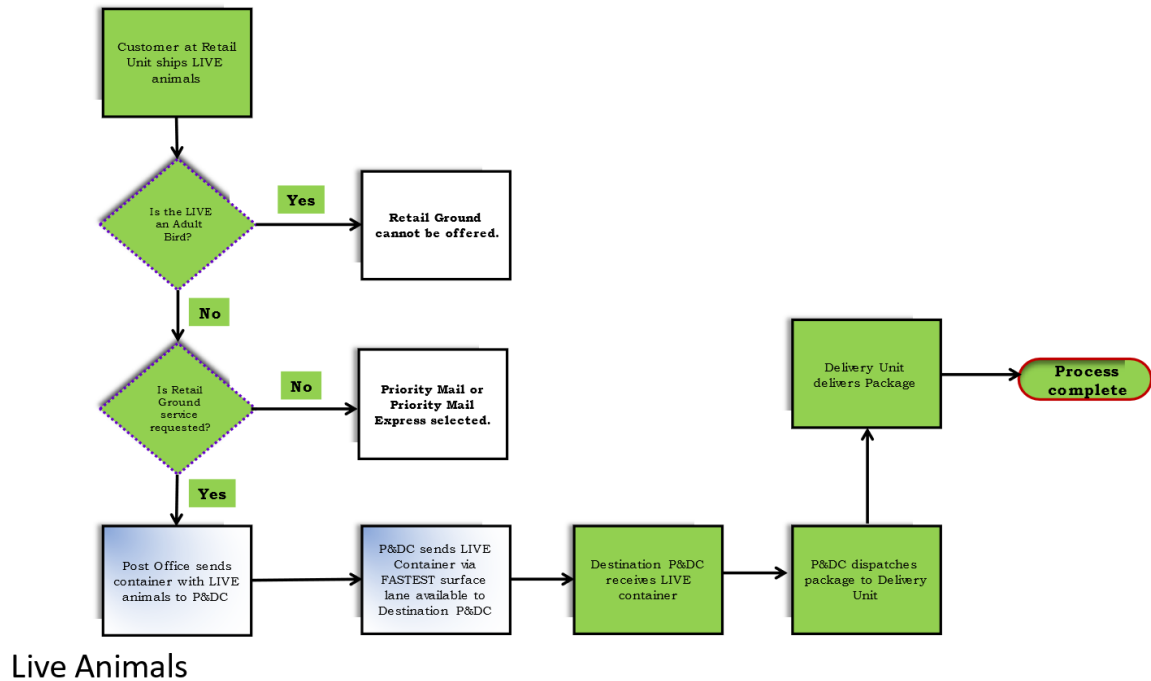 Customer at Retail
Unit ships LIVE
animals
Is the LIVE
an Adult
Bird?
Yes
Retail Ground
cannot be offered.
No
Is Retail
Ground
service
requested?
No
Priority Mail or
Priority Mail
Express selected.
Delivery Unit
delivers Package
Process
complete
Yes
Post Office sends
container with LIVE
animals to P&DC
P&DC sends LIVE
Container via
FASTEST surface
lane available to
Destination P&DC
Destination P&DC
receives LIVE
container
P&DC dispatches
package to Delivery
Unit
Live Animals